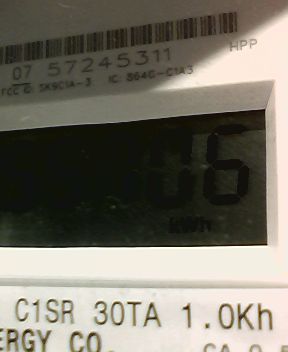 07 57245311
HPP
FCC ID: SK9C1A-3 IC: 864G-C1A3
06
kWh
C1SR 30TA 1.0Kh
ERGY CO.